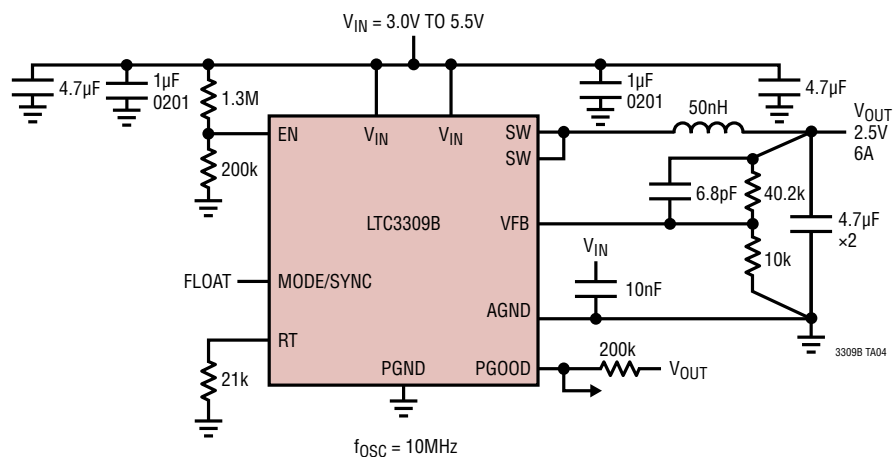 V_IN = 3.0V TO 5.5V
4.7µF
1µF
0201
1.3M
1µF
0201
4.7µF
50nH
V_OUT
2.5V
6A
EN
V_IN
V_IN
SW
SW
200k
6.8pF
40.2k
LTC3309B
VFB
4.7µF
×2
V_IN
10k
FLOAT
MODE/SYNC
10nF
AGND
RT
3309B TA04
21k
PGND
PGOOD
200k
V_OUT
f_OSC = 10MHz